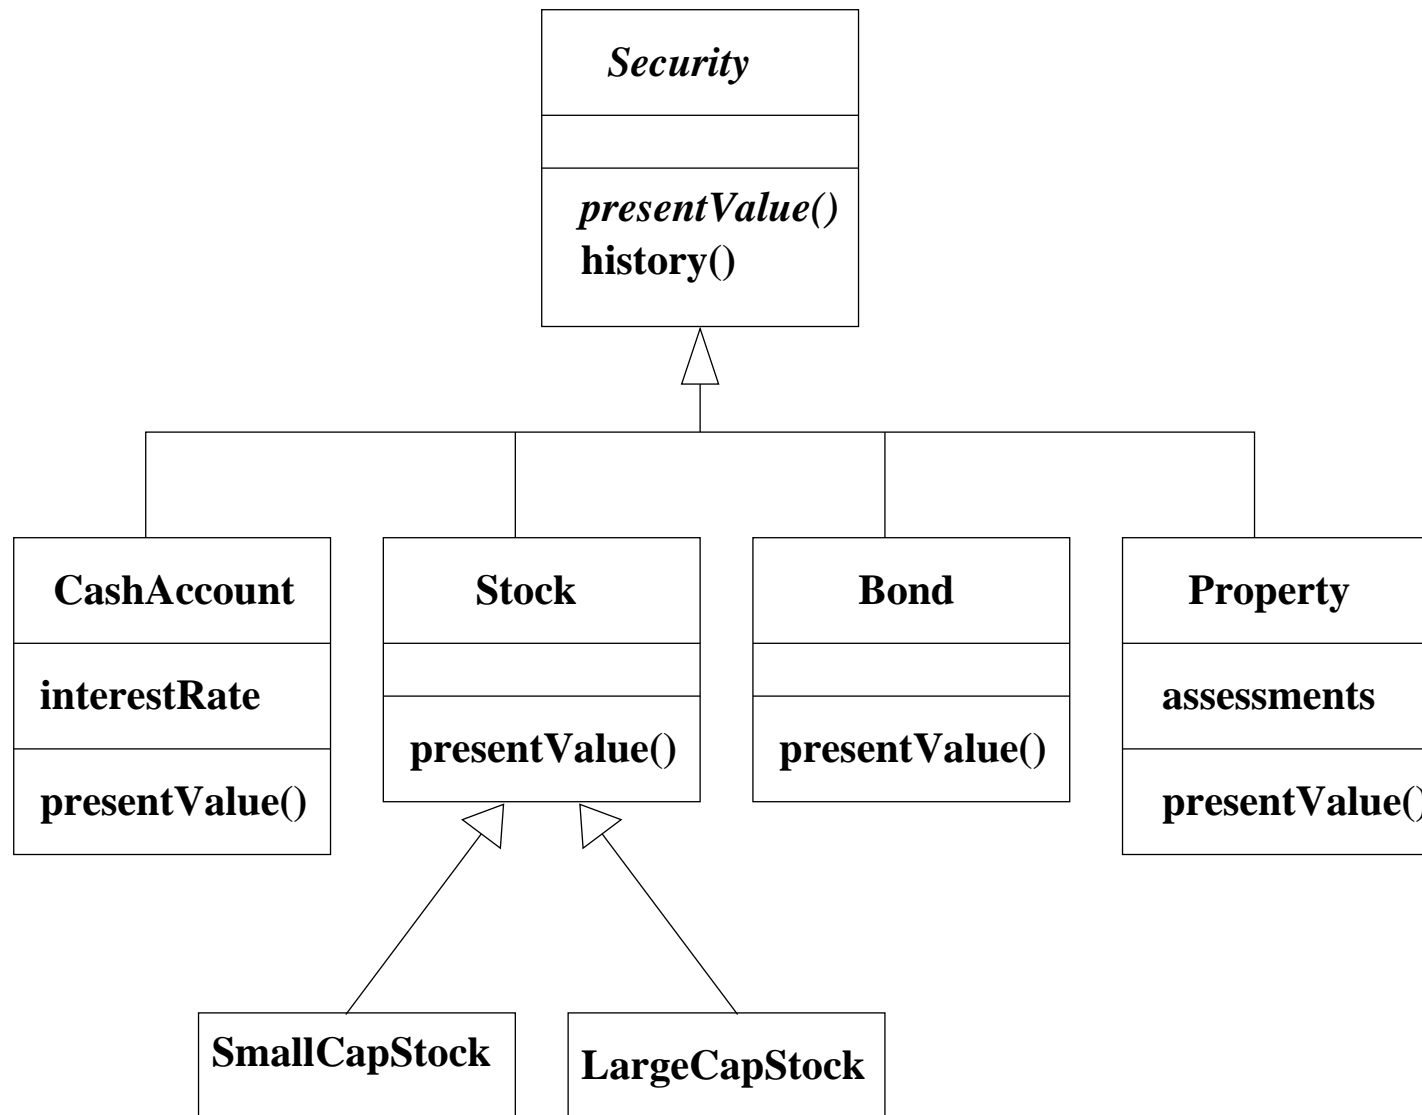 Security
presentValue()
history()
CashAccount
interestRate
presentValue()
Stock
presentValue()
Bond
presentValue()
Property
assessments
presentValue()
SmallCapStock
LargeCapStock